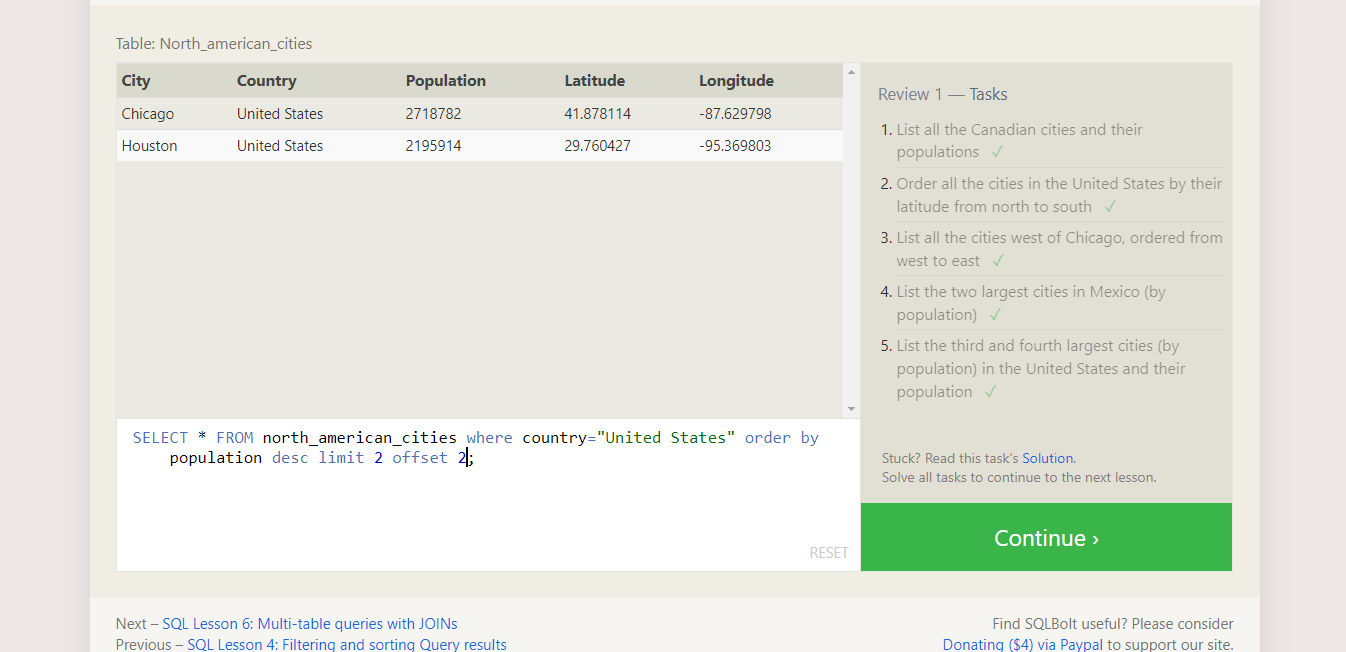 Table: North_american_cities
City Country Population Latitude Longitude
Chicago United States 2718782 41.878114 -87.629798
Houston United States 2195914 29.760427 -95.369803
SELECT * FROM north_american_cities where country="United States" order by
population desc limit 2 offset 2;
RESET
Review 1 — Tasks
1. List all the Canadian cities and their
populations ✓
2. Order all the cities in the United States by their
latitude from north to south ✓
3. List all the cities west of Chicago, ordered from
west to east ✓
4. List the two largest cities in Mexico (by
population) ✓
5. List the third and fourth largest cities (by
population) in the United States and their
population ✓
Stuck? Read this task's Solution.
Solve all tasks to continue to the next lesson.
Continue ›
Next – SQL Lesson 6: Multi-table queries with JOINs
Previous – SQL Lesson 4: Filtering and sorting Query results
Find SQLBolt useful? Please consider
Donating ($4) via Paypal to support our site.